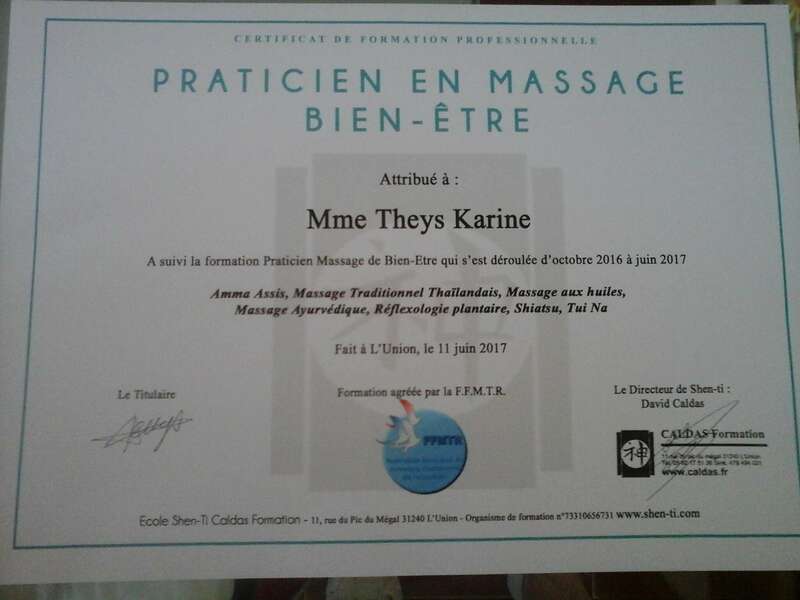 CERTIFICAT DE FORMATION PROFESSIONNELLE
PRATICIEN EN MASSAGE
BIEN-ÊTRE
Attribué à :
Mme Theys Karine
A suivi la formation Praticien Massage de Bien-Etre qui s'est déroulée d'octobre 2016 à juin 2017
Amma Assis, Massage Traditionnel Thaïlandais, Massage aux huiles,
Massage Ayurvédique, Réflexologie plantaire, Shiatsu, Tui Na
Fait à L'Union, le 11 juin 2017
Le Titulaire
Formation agréée par la F.F.M.T.R.
FFMTR
Le Directeur de Shen-ti :
David Caldas
神
CALDAS Formation
www.caldas.fr
Ecole Shen-Ti Caldas Formation - 11, rue du Pic du Mégal 31240 L'Union - Organisme de formation n°73310656731 www.shen-ti.com